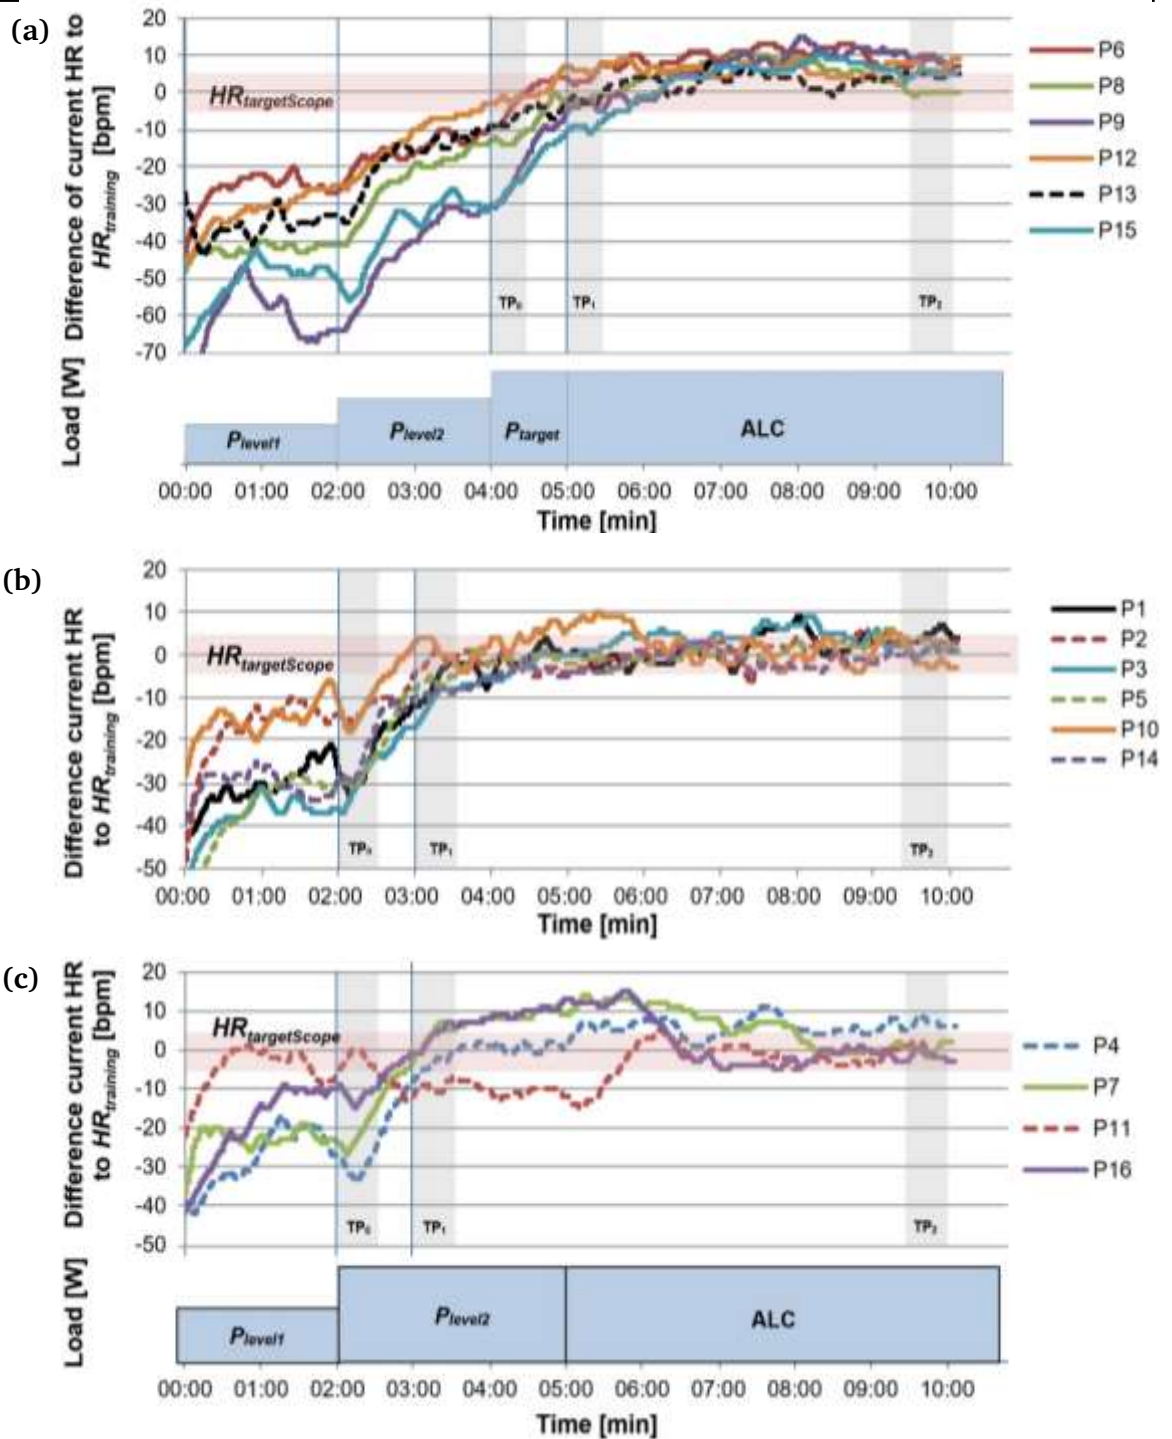 (a)
Difference of current HR to
HRtraining [bpm]
20
10
0
-10
-20
-30
-40
-50
-60
-70
HRtargetScope
TP0
TP1
TP2
P6
P8
P9
P12
P13
P15
Load [W]
Plevel1
Plevel2
Ptarget
ALC
00:00 01:00 02:00 03:00 04:00 05:00 06:00 07:00 08:00 09:00 10:00
Time [min]
(b)
Difference current HR
to HRtraining [bpm]
20
10
0
-10
-20
-30
-40
-50
HRtargetScope
TP0
TP1
TP2
P1
P2
P3
P5
P10
P14
00:00 01:00 02:00 03:00 04:00 05:00 06:00 07:00 08:00 09:00 10:00
Time [min]
(c)
Difference current HR
to HRtraining [bpm]
20
10
0
-10
-20
-30
-40
-50
HRtargetScope
TP0
TP1
TP2
P4
P7
P11
P16
Load [W]
Plevel1
Plevel2
ALC
00:00 01:00 02:00 03:00 04:00 05:00 06:00 07:00 08:00 09:00 10:00
Time [min]